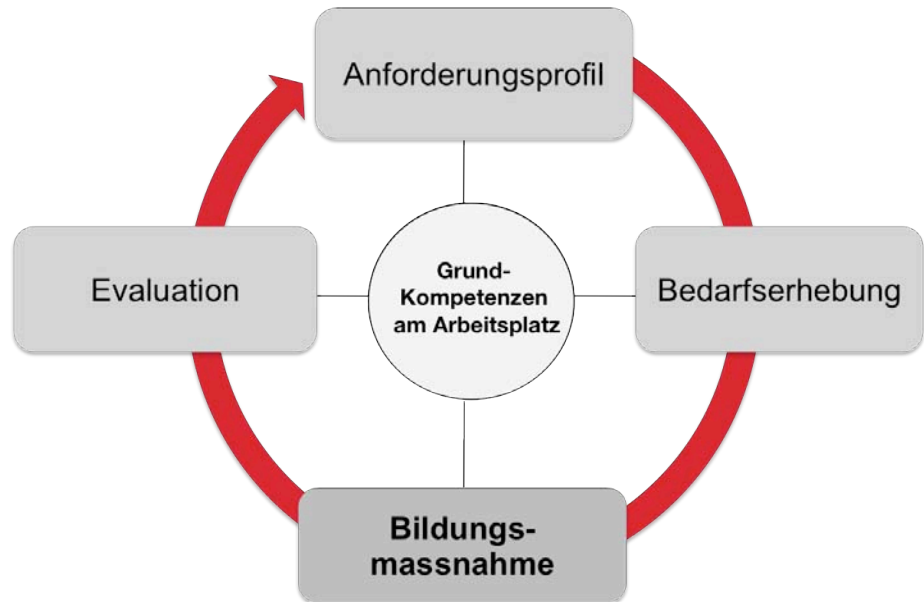 Anforderungsprofil
Evaluation
Grund-
Kompetenzen
am Arbeitsplatz
Bedarfserhebung
Bildungs-
massnahme